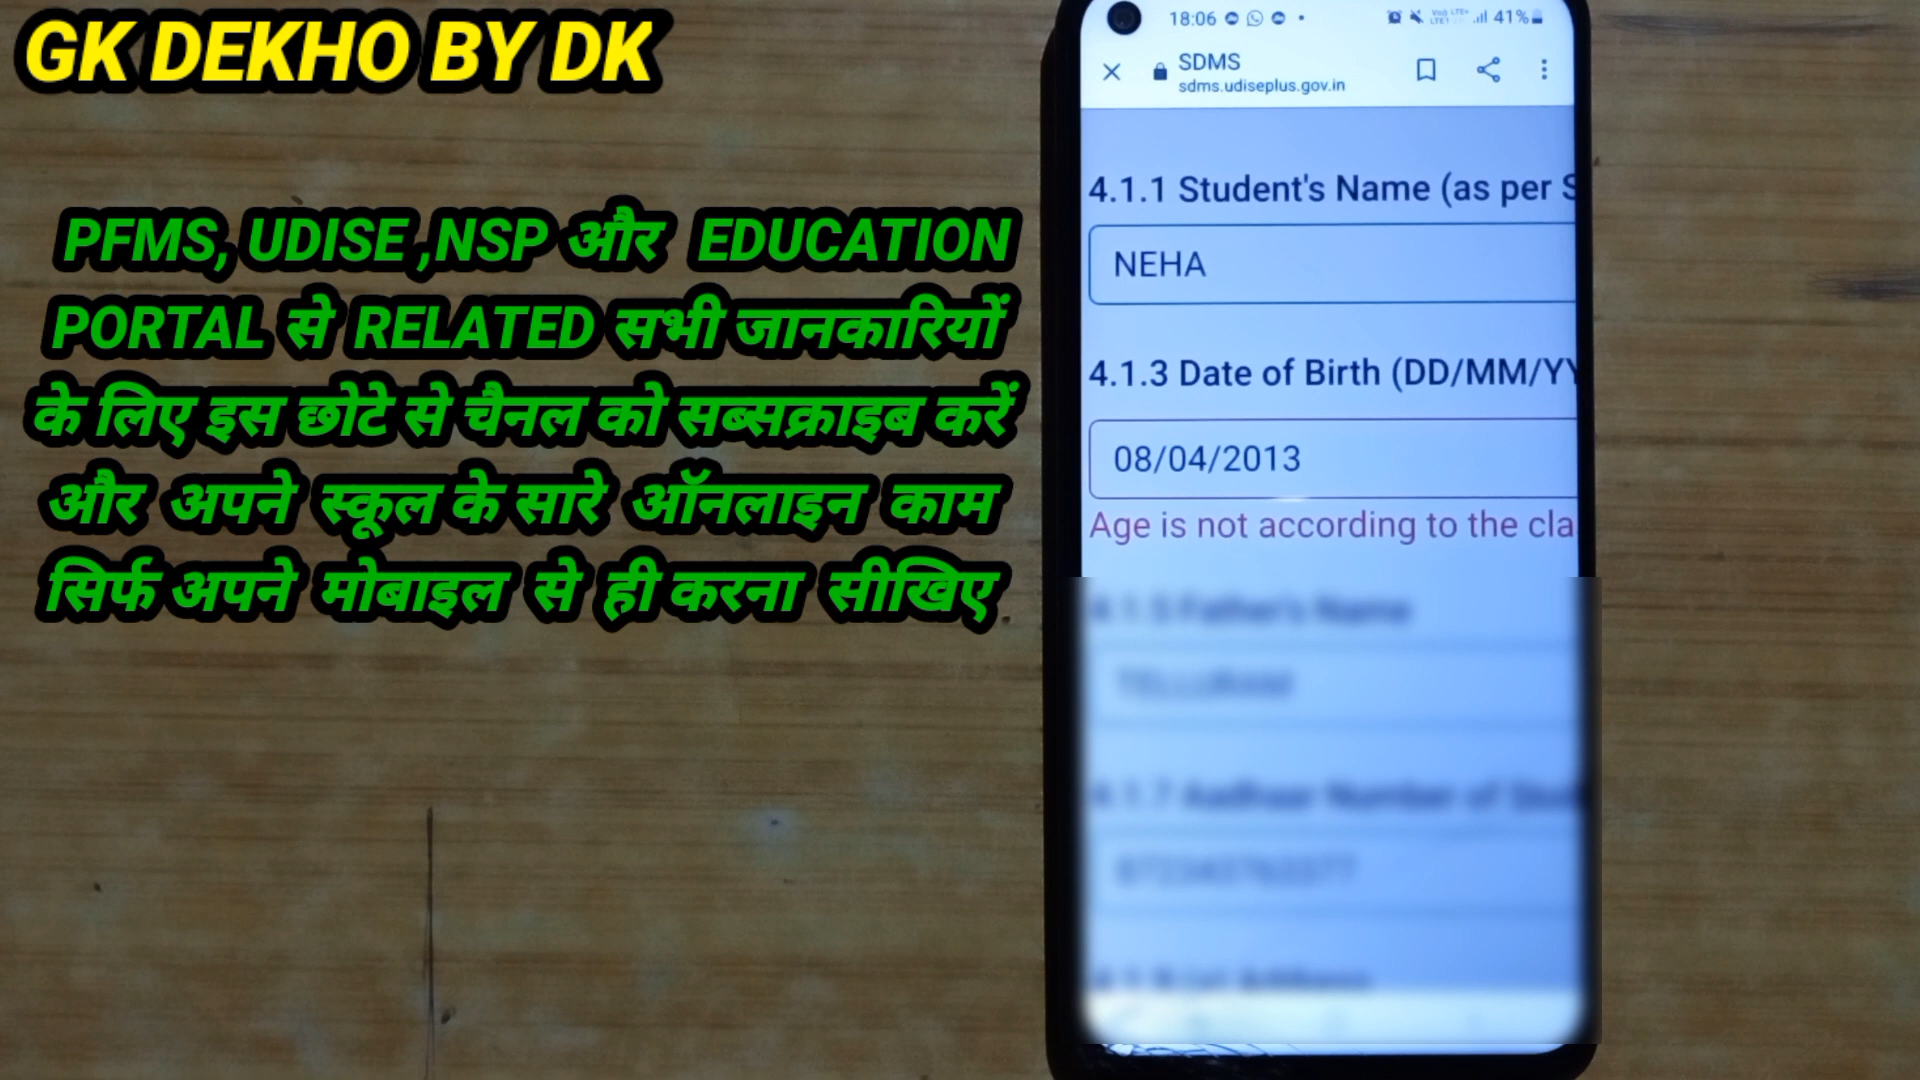 GK DEKHO BY DK
PFMS, UDISE ,NSP और EDUCATION
PORTAL से RELATED सभी जानकारियों
के लिए इस छोटे से चैनल को सब्सक्राइब करें
और अपने स्कूल के सारे ऑनलाइन काम
सिर्फ अपने मोबाइल से ही करना सीखिए
18:06 41%
SDMS
sdms.udiseplus.gov.in
4.1.1 Student's Name (as per S
NEHA
4.1.3 Date of Birth (DD/MM/YY
08/04/2013
Age is not according to the cla